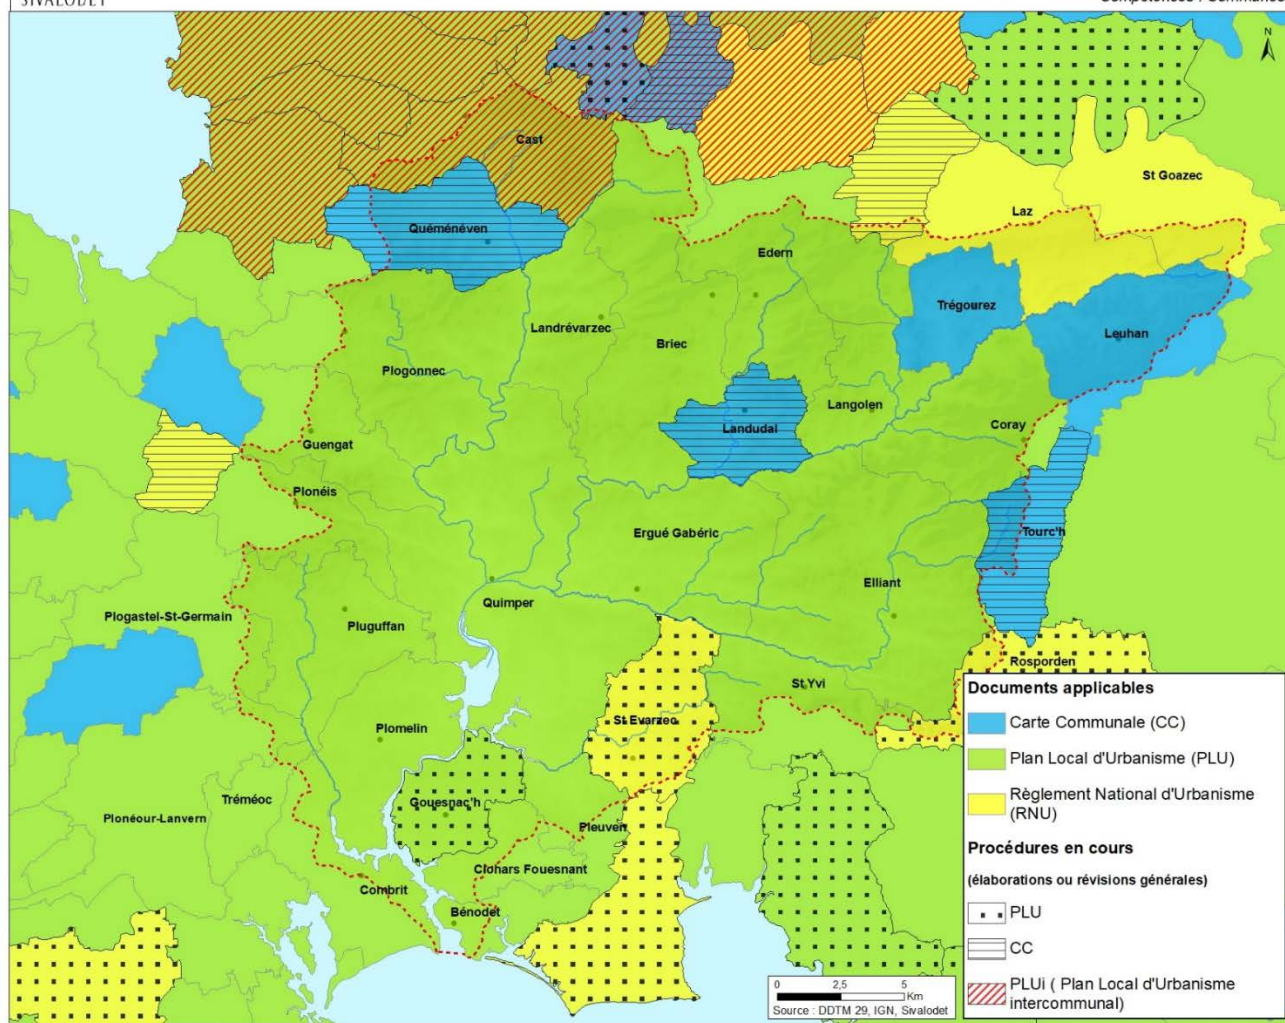 SIVALODET
N
Cast
St Goazec
Laz
Quéménéven
Edern
Trégourez
Landrévarzec
Leuhan
Briec
Plogonnec
Langolen
Landudal
Coray
Guengat
Plonéis
Ergué Gabéric
Tourc'h
Elliant
Quimper
Plogastel-St-Germain
Pluguffan
Rosporden
St Yvi
St Evarzec
Plomelin
Tréméoc
Gouesnac'h
Plonéour-Lanvern
Pleuven
Clohars Fouesnant
Combrit
Bénodet
Documents applicables
Carte Communale (CC)
Plan Local d'Urbanisme (PLU)
Règlement National d'Urbanisme
(RNU)
Procédures en cours
(élaborations ou révisions générales)
PLU
CC
PLUi ( Plan Local d'Urbanisme
intercommunal)
0 2,5 5
Km
Source : DDTM 29, IGN, Sivalodet